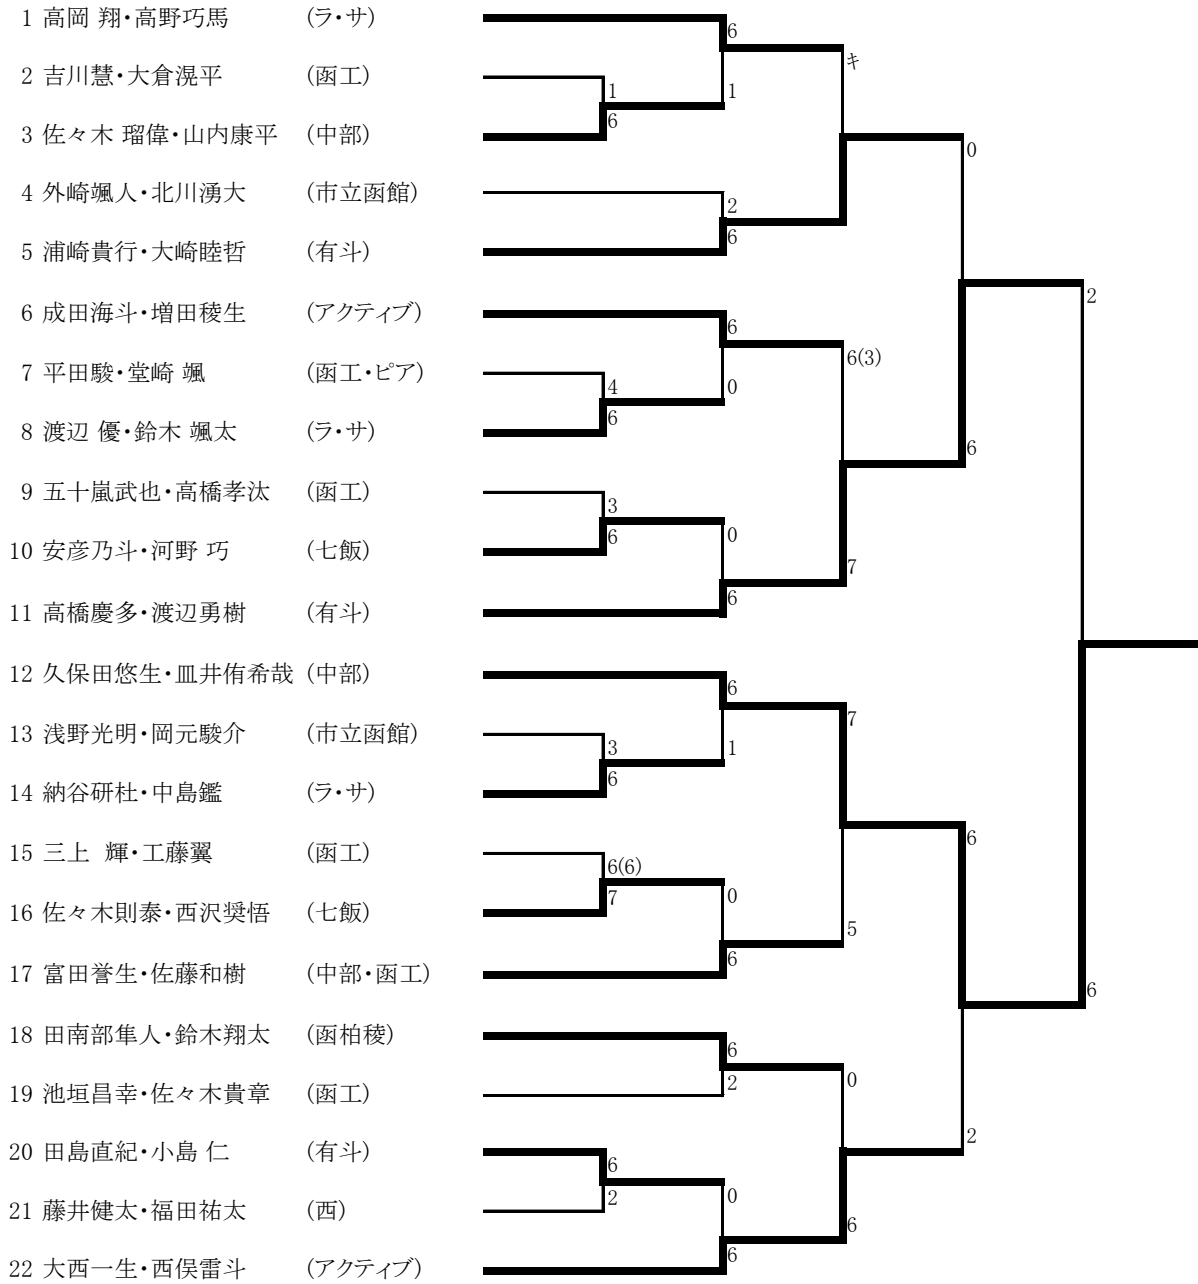 1 高岡 翔・高野巧馬 (ラ・サ)
6
キ
2 吉川慧・大倉滉平 (函工)
1
1
6
3 佐々木 瑠偉・山内康平 (中部)
0
4 外崎颯人・北川湧大 (市立函館)
2
6
5 浦崎貴行・大崎睦哲 (有斗)
2
6 成田海斗・増田稜生 (アクティブ)
6
6(3)
7 平田駿・堂崎 颯 (函工・ピア)
4
0
6
8 渡辺 優・鈴木 颯太 (ラ・サ)
6
9 五十嵐武也・高橋孝汰 (函工)
3
6
0
10 安彦乃斗・河野 巧 (七飯)
7
6
11 高橋慶多・渡辺勇樹 (有斗)
12 久保田悠生・皿井侑希哉 (中部)
6
7
13 浅野光明・岡元駿介 (市立函館)
3
1
6
14 納谷研杜・中島鑑 (ラ・サ)
6
15 三上 輝・工藤翼 (函工)
6(6)
7
0
16 佐々木則泰・西沢奨悟 (七飯)
5
6
17 富田誉生・佐藤和樹 (中部・函工)
6
18 田南部隼人・鈴木翔太 (函柏稜)
6
2
0
19 池垣昌幸・佐々木貴章 (函工)
2
20 田島直紀・小島 仁 (有斗)
6
2
0
21 藤井健太・福田祐太 (西)
6
6
22 大西一生・西俣雷斗 (アクティブ)